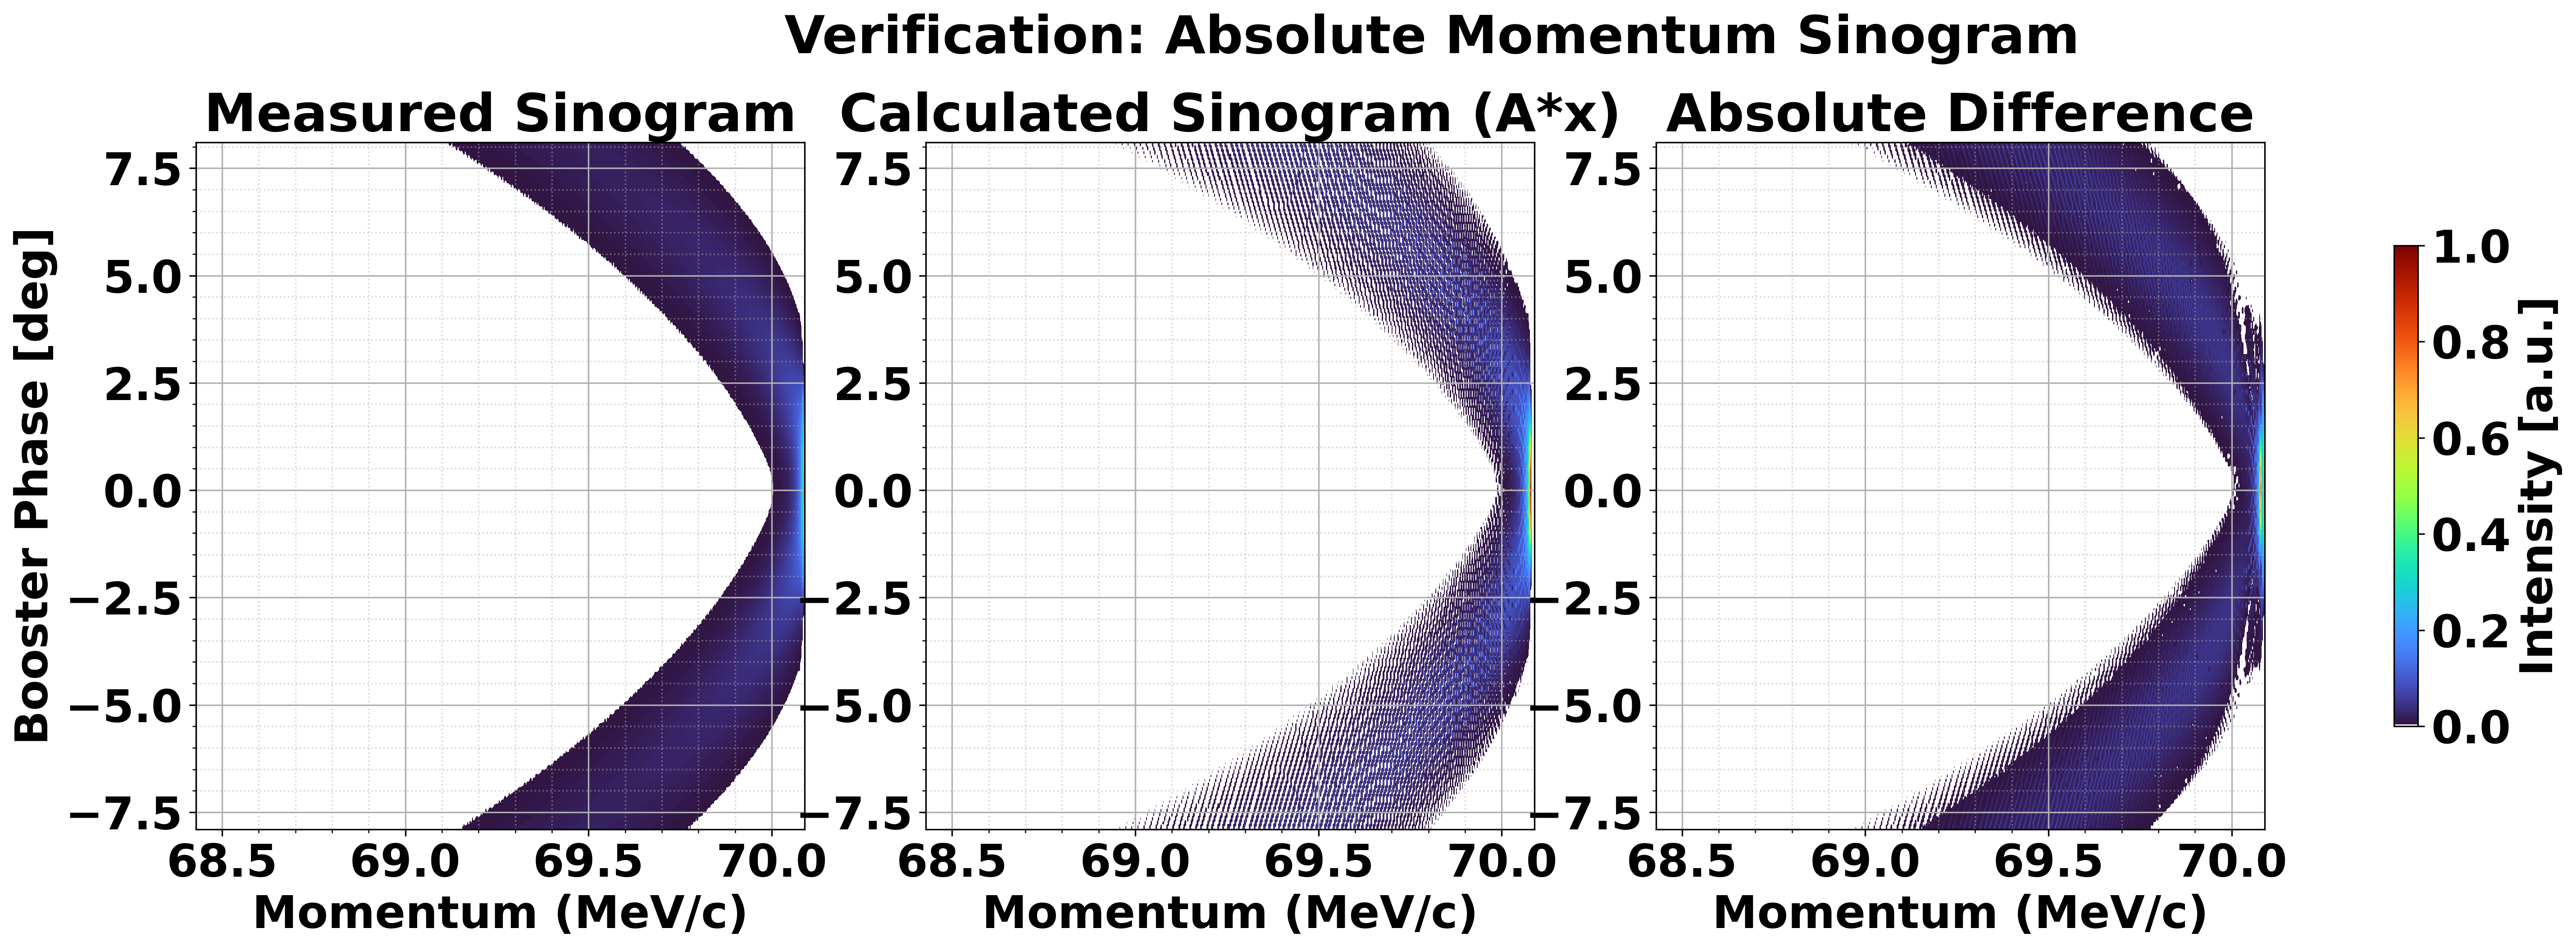 Verification: Absolute Momentum Sinogram
Measured Sinogram
Calculated Sinogram (A*x)
Absolute Difference
Booster Phase [deg]
7.5
5.0
2.5
0.0
−2.5
−5.0
−7.5
68.5 69.0 69.5 70.0
Momentum (MeV/c)
7.5
5.0
2.5
0.0
−2.5
−5.0
−7.5
68.5 69.0 69.5 70.0
Momentum (MeV/c)
7.5
5.0
2.5
0.0
−2.5
−5.0
−7.5
68.5 69.0 69.5 70.0
Momentum (MeV/c)
1.0
0.8
0.6
0.4
0.2
0.0
Intensity [a.u.]